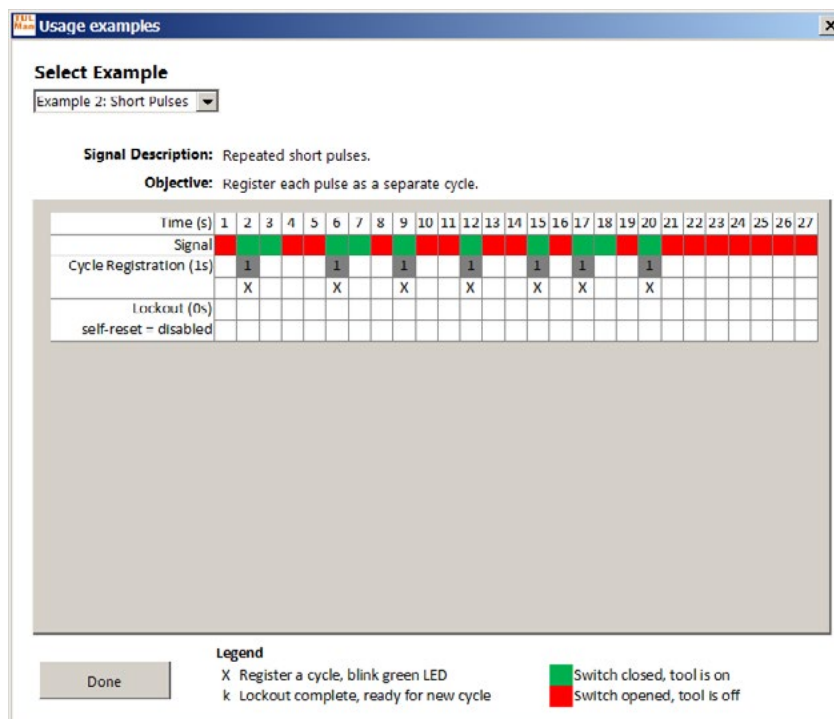 TUL
Man Usage examples
Select Example
Example 2: Short Pulses
Signal Description: Repeated short pulses.
Objective: Register each pulse as a separate cycle.
Time (s) 1 2 3 4 5 6 7 8 9 10 11 12 13 14 15 16 17 18 19 20 21 22 23 24 25 26 27
Signal
Cycle Registration (1s) 1 1 1 1 1 1 1
X X X X X X X
Lockout (0s)
self-reset = disabled
Legend
X Register a cycle, blink green LED Switch closed, tool is on
k Lockout complete, ready for new cycle Switch opened, tool is off
Done